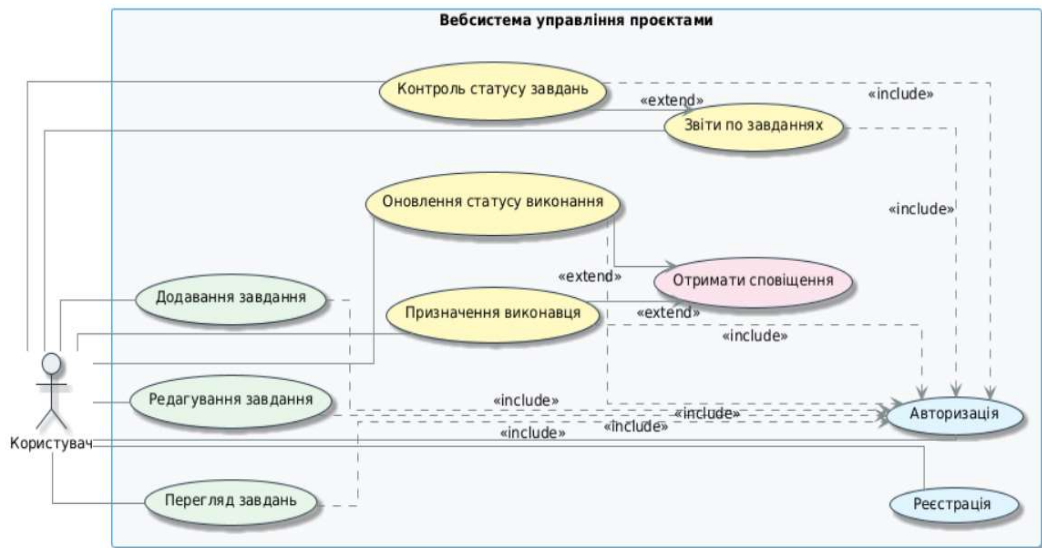 Вебсистема управління проєктами
Контроль статусу завдань
«include»
«extend»
Звіти по завданнях
Оновлення статусу виконання
«include»
«extend»
Отримати сповіщення
Додавання завдання
Призначення виконавця
«extend»
«include»
Редагування завдання
«include»
«include»
Авторизація
«include»
«include»
Користувач
Перегляд завдань
Реєстрація